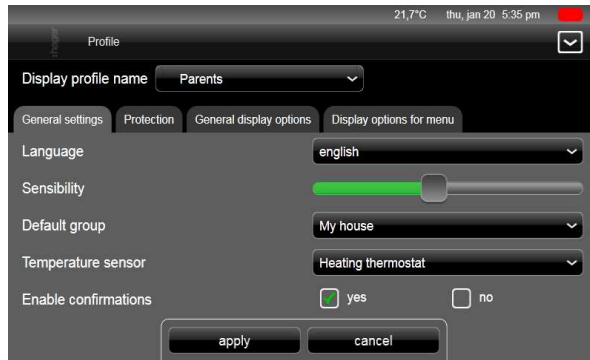 21,7°C thu, jan 20 5:35 pm
:hager
Profile
Display profile name Parents
General settings Protection General display options Display options for menu
Language english
Sensibility
Default group My house
Temperature sensor Heating thermostat
Enable confirmations yes no
apply cancel